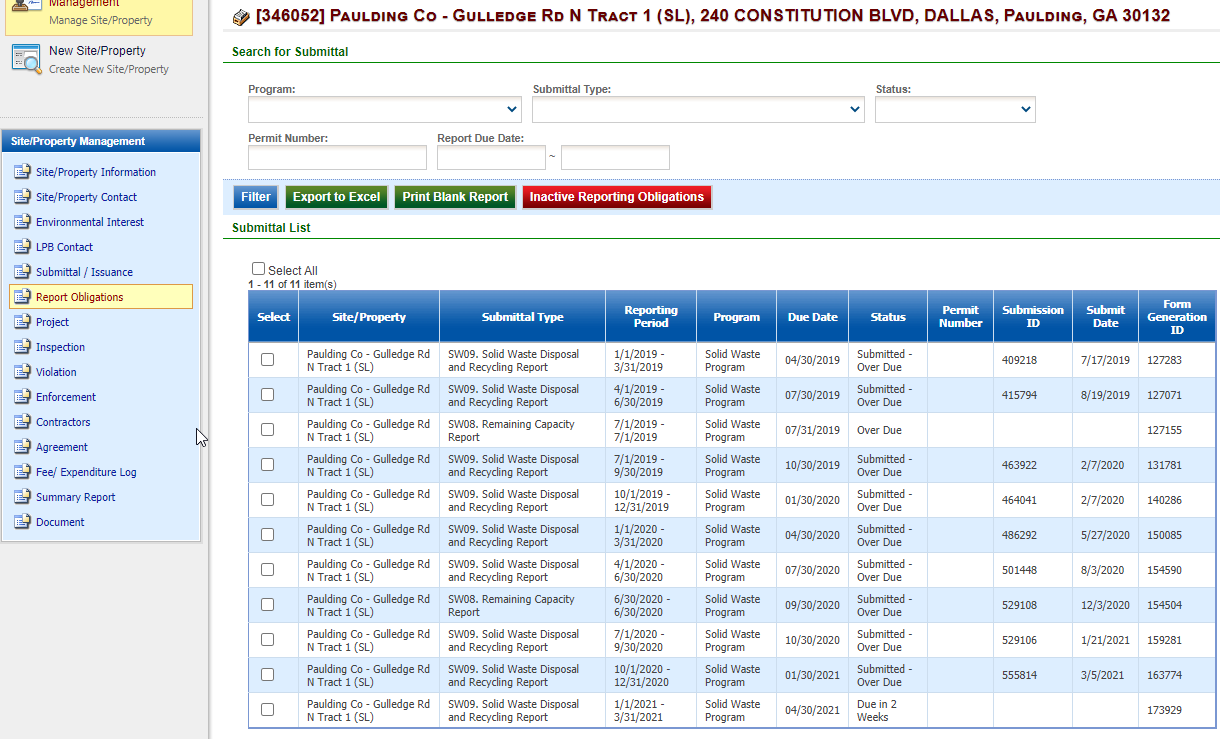 Management
Manage Site/Property
New Site/Property
Create New Site/Property
Site/Property Management
Site/Property Information
Site/Property Contact
Environmental Interest
LPB Contact
Submittal / Issuance
Report Obligations
Project
Inspection
Violation
Enforcement
Contractors
Agreement
Fee/ Expenditure Log
Summary Report
Document
[346052] Paulding Co - Gulledge Rd N Tract 1 (SL), 240 CONSTITUTION BLVD, DALLAS, Paulding, GA 30132
Search for Submittal
Program: Submittal Type: Status:
Permit Number: Report Due Date:
~
Filter Export to Excel Print Blank Report Inactive Reporting Obligations
Submittal List
Select All
1 - 11 of 11 item(s)
Select Site/Property Submittal Type Reporting Period Program Due Date Status Permit Number Submission ID Submit Date Form Generation ID
Paulding Co - Gulledge Rd SW09. Solid Waste Disposal 1/1/2019 - Solid Waste 04/30/2019 Submitted - 409218 7/17/2019 127283
N Tract 1 (SL) and Recycling Report 3/31/2019 Program Over Due
Paulding Co - Gulledge Rd SW09. Solid Waste Disposal 4/1/2019 - Solid Waste 07/30/2019 Submitted - 415794 8/19/2019 127071
N Tract 1 (SL) and Recycling Report 6/30/2019 Program Over Due
Paulding Co - Gulledge Rd SW08. Remaining Capacity 7/1/2019 - Solid Waste 07/31/2019 Over Due 127155
N Tract 1 (SL) Report 7/1/2019 Program
Paulding Co - Gulledge Rd SW09. Solid Waste Disposal 7/1/2019 - Solid Waste 10/30/2019 Submitted - 463922 2/7/2020 131781
N Tract 1 (SL) and Recycling Report 9/30/2019 Program Over Due
Paulding Co - Gulledge Rd SW09. Solid Waste Disposal 10/1/2019 - Solid Waste 01/30/2020 Submitted - 464041 2/7/2020 140286
N Tract 1 (SL) and Recycling Report 12/31/2019 Program Over Due
Paulding Co - Gulledge Rd SW09. Solid Waste Disposal 1/1/2020 - Solid Waste 04/30/2020 Submitted - 486292 5/27/2020 150085
N Tract 1 (SL) and Recycling Report 3/31/2020 Program Over Due
Paulding Co - Gulledge Rd SW09. Solid Waste Disposal 4/1/2020 - Solid Waste 07/30/2020 Submitted - 501448 8/3/2020 154590
N Tract 1 (SL) and Recycling Report 6/30/2020 Program Over Due
Paulding Co - Gulledge Rd SW08. Remaining Capacity 6/30/2020 - Solid Waste 09/30/2020 Submitted - 529108 12/3/2020 154504
N Tract 1 (SL) Report 6/30/2020 Program Over Due
Paulding Co - Gulledge Rd SW09. Solid Waste Disposal 7/1/2020 - Solid Waste 10/30/2020 Submitted - 529106 1/21/2021 159281
N Tract 1 (SL) and Recycling Report 9/30/2020 Program Over Due
Paulding Co - Gulledge Rd SW09. Solid Waste Disposal 10/1/2020 - Solid Waste 01/30/2021 Submitted - 555814 3/5/2021 163774
N Tract 1 (SL) and Recycling Report 12/31/2020 Program Over Due
Paulding Co - Gulledge Rd SW09. Solid Waste Disposal 1/1/2021 - Solid Waste 04/30/2021 Due in 2 173929
N Tract 1 (SL) and Recycling Report 3/31/2021 Program Weeks